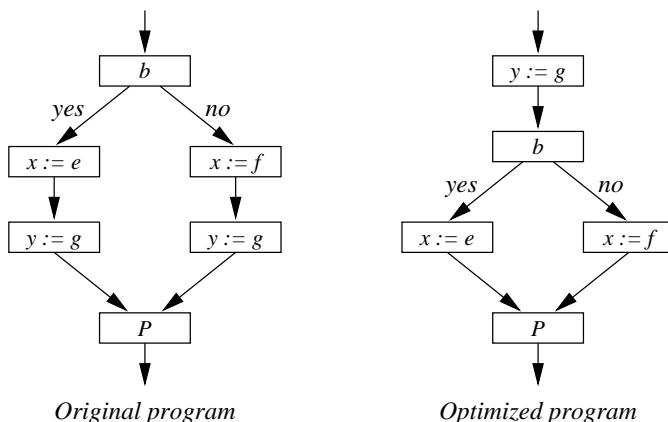 b
yes
no
x := e
x := f
y := g
y := g
P
Original program
y := g
b
yes
no
x := e
x := f
P
Optimized program